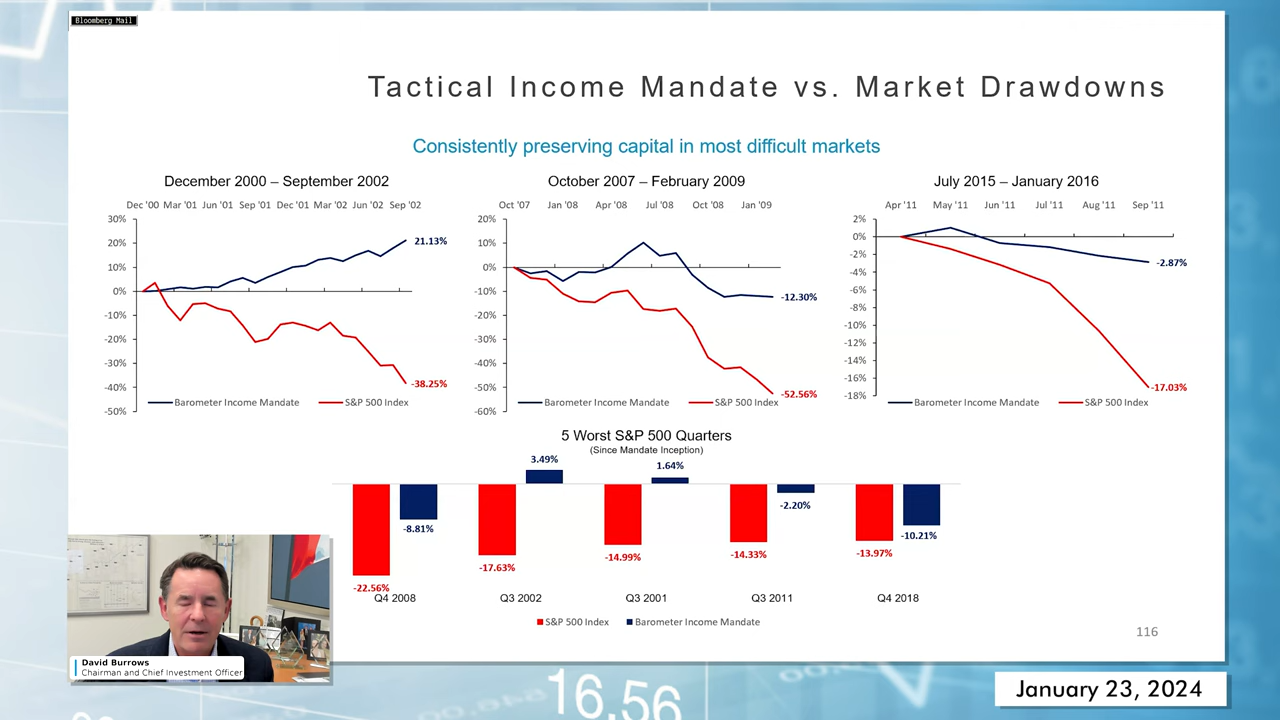 Bloomberg Mail
Tactical Income Mandate vs. Market Drawdowns
Consistently preserving capital in most difficult markets
December 2000 – September 2002
Dec '00 Mar '01 Jun '01 Sep '01 Dec '01 Mar '02 Jun '02 Sep '02
30%
20%
10%
0%
-10%
-20%
-30%
-40%
-50%
21.13%
-38.25%
Barometer Income Mandate S&P 500 Index
October 2007 – February 2009
Oct '07 Jan '08 Apr '08 Jul '08 Oct '08 Jan '09
20%
10%
0%
-10%
-20%
-30%
-40%
-50%
-60%
-12.30%
-52.56%
Barometer Income Mandate S&P 500 Index
July 2015 – January 2016
Apr '11 May '11 Jun '11 Jul '11 Aug '11 Sep '11
2%
0%
-2%
-4%
-6%
-8%
-10%
-12%
-14%
-16%
-18%
-2.87%
-17.03%
Barometer Income Mandate S&P 500 Index
5 Worst S&P 500 Quarters
(Since Mandate Inception)
3.49% 1.64%
-8.81% -2.20% -10.21%
-22.56% -17.63% -14.99% -14.33% -13.97%
Q4 2008 Q3 2002 Q3 2001 Q3 2011 Q4 2018
S&P 500 Index Barometer Income Mandate
116
David Burrows
Chairman and Chief Investment Officer
January 23, 2024
16.56